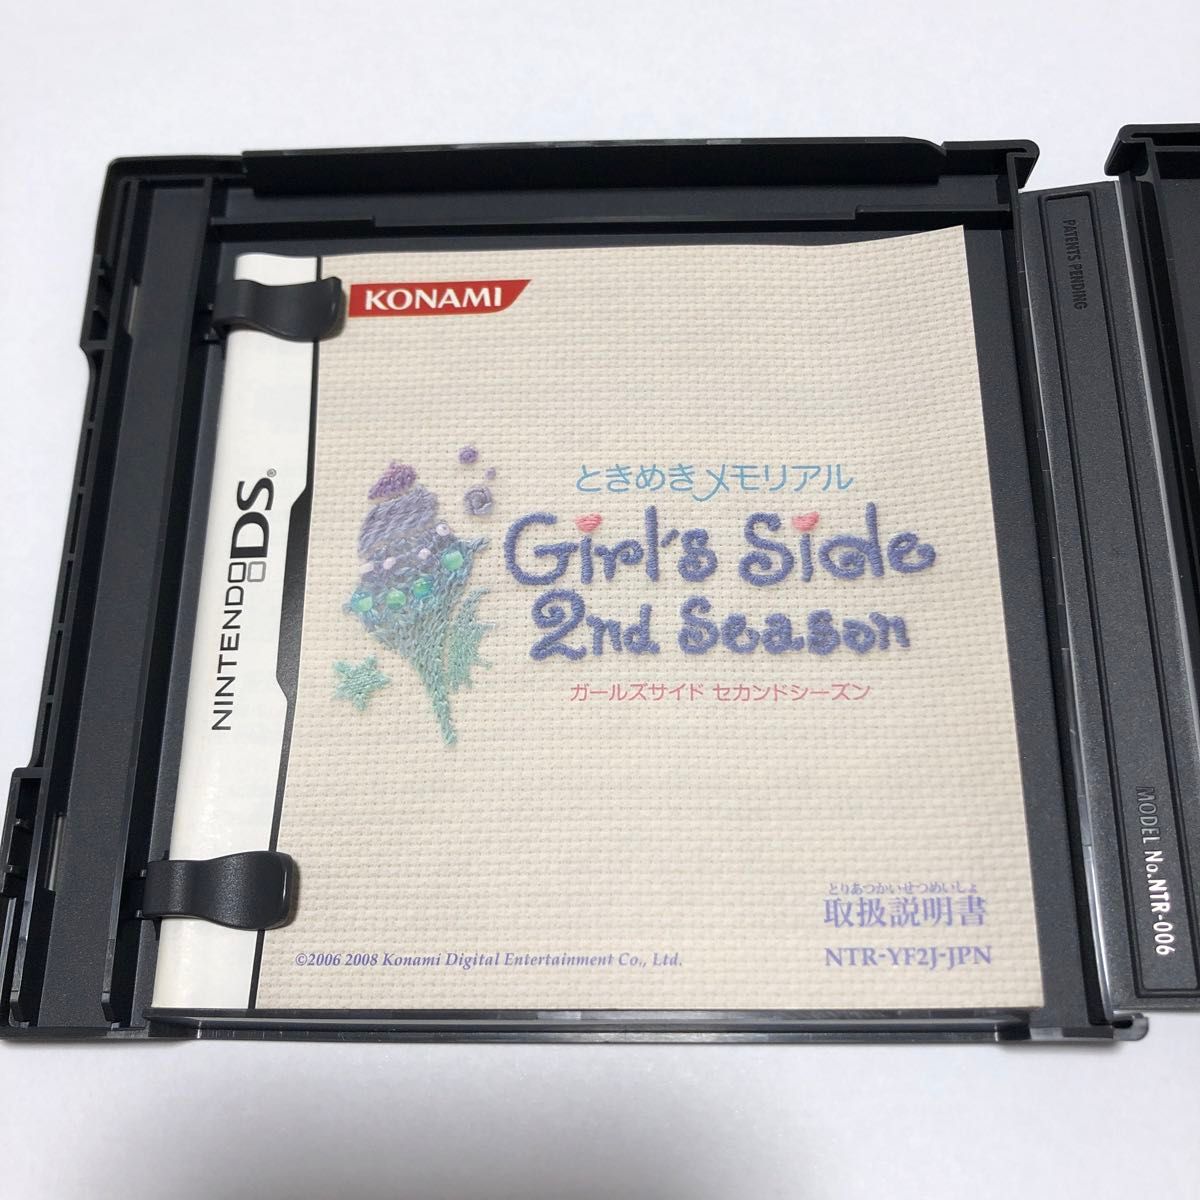 KONAMI
NINTENDO DS®
ときめきメモリアル
Girl's Side
2nd Season
ガールズサイド セカンドシーズン
とりあつかいせつめいしょ
取扱説明書
NTR-YF2J-JPN
©2006 2008 Konami Digital Entertainment Co., Ltd.
PATENTS PENDING
MODEL No.NTR-006